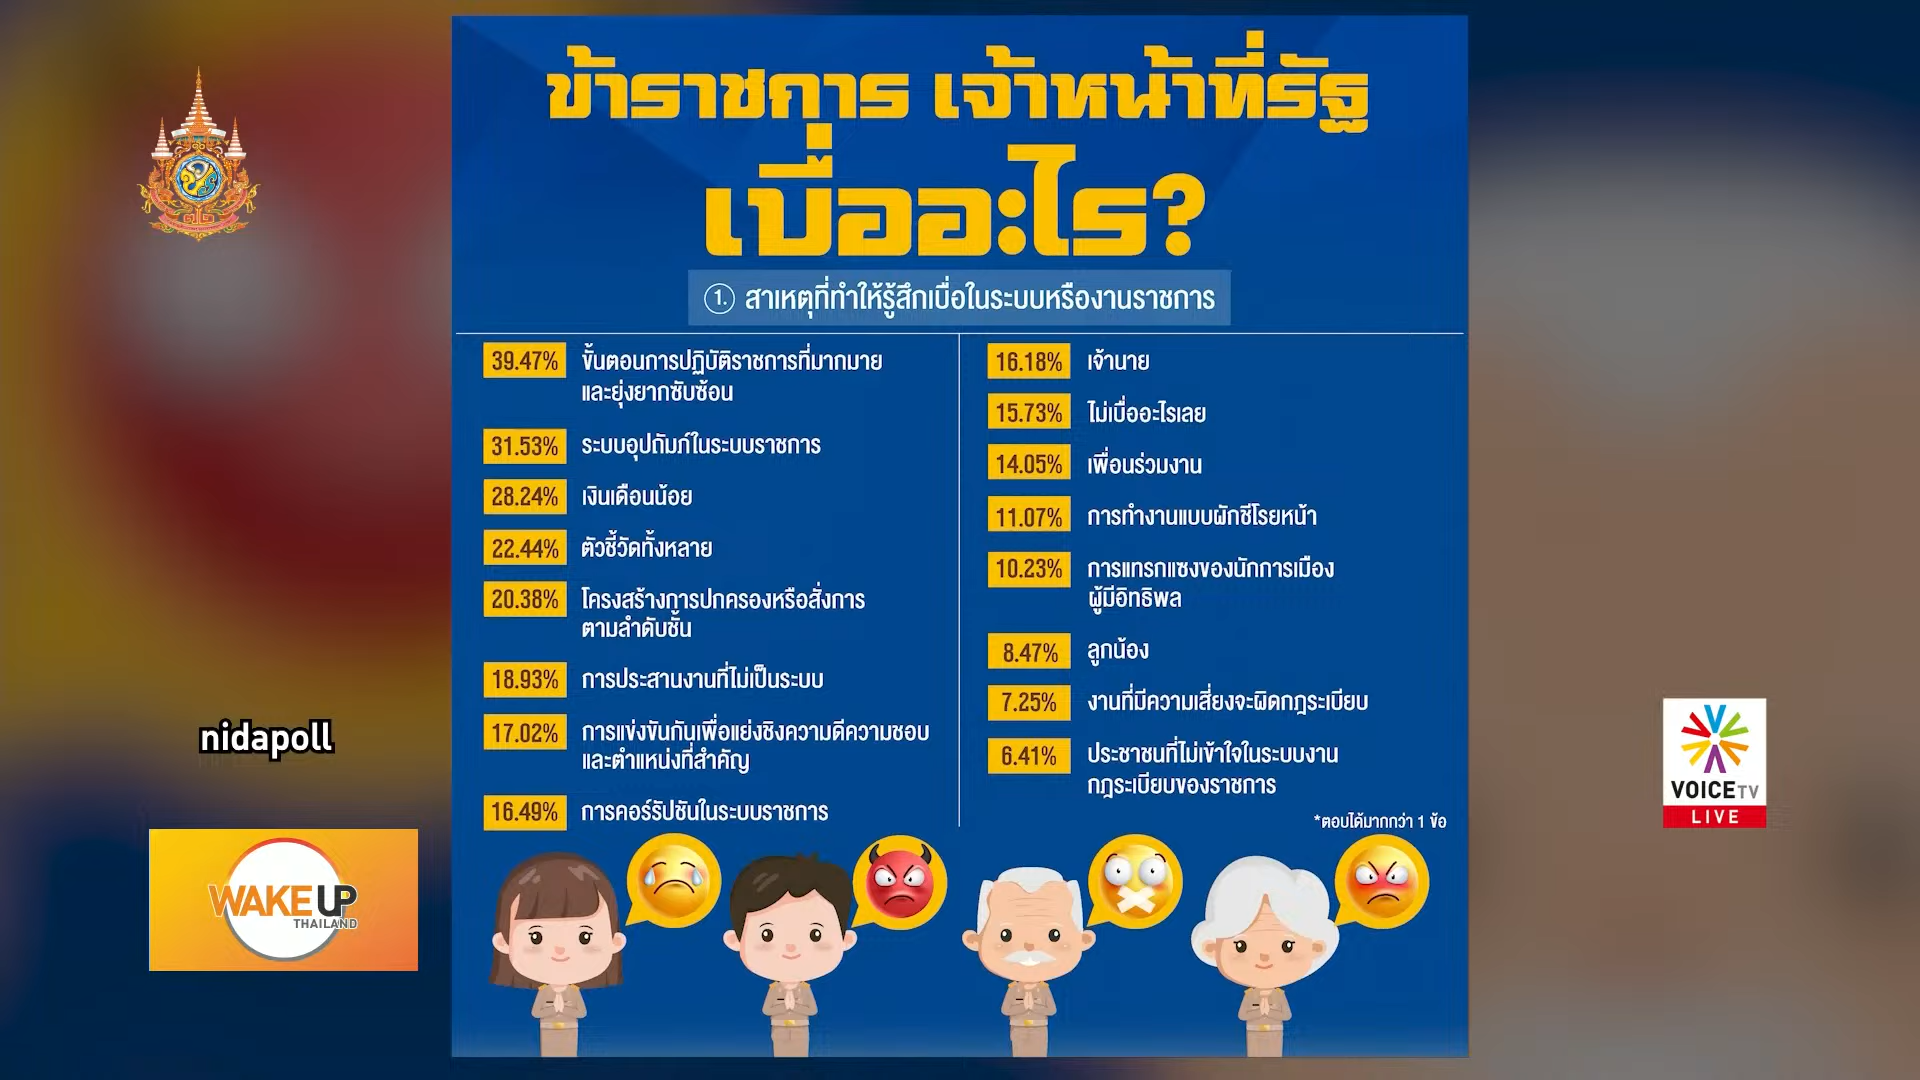 ข้าราชการ เจ้าหน้าที่รัฐ
เบื่ออะไร?
1. สาเหตุที่ทำให้รู้สึกเบื่อในระบบหรืองานราชการ
39.47% ขั้นตอนการปฏิบัติราชการที่มากมาย
และยุ่งยากซับซ้อน
31.53% ระบบอุปถัมภ์ในระบบราชการ
28.24% เงินเดือนน้อย
22.44% ตัวชี้วัดทั้งหลาย
20.38% โครงสร้างการปกครองหรือสั่งการ
ตามลำดับชั้น
18.93% การประสานงานที่ไม่เป็นระบบ
17.02% การแข่งขันกันเพื่อแย่งชิงความดีความชอบ
และตำแหน่งที่สำคัญ
16.49% การคอร์รัปชันในระบบราชการ
16.18% เจ้านาย
15.73% ไม่เบื่ออะไรเลย
14.05% เพื่อนร่วมงาน
11.07% การทำงานแบบผักชีโรยหน้า
10.23% การแทรกแซงของนักการเมือง
ผู้มีอิทธิพล
8.47% ลูกน้อง
7.25% งานที่มีความเสี่ยงจะผิดกฎระเบียบ
6.41% ประชาชนที่ไม่เข้าใจในระบบงาน
กฎระเบียบของราชการ
*ตอบได้มากกว่า 1 ข้อ
nidapoll
WAKE UP
THAILAND
VOICE TV
LIVE